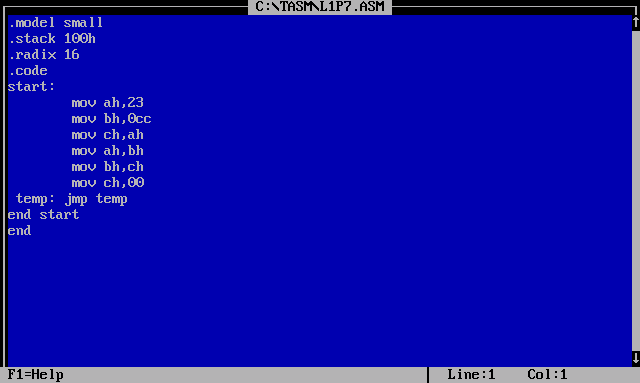 C:\TASM\L1P7.ASM
.model small
.stack 100h
.radix 16
.code
start:
        mov ah,23
        mov bh,0cc
        mov ch,ah
        mov ah,bh
        mov bh,ch
        mov ch,00
 temp: jmp temp
end start
end
F1=Help Line:1 Col:1